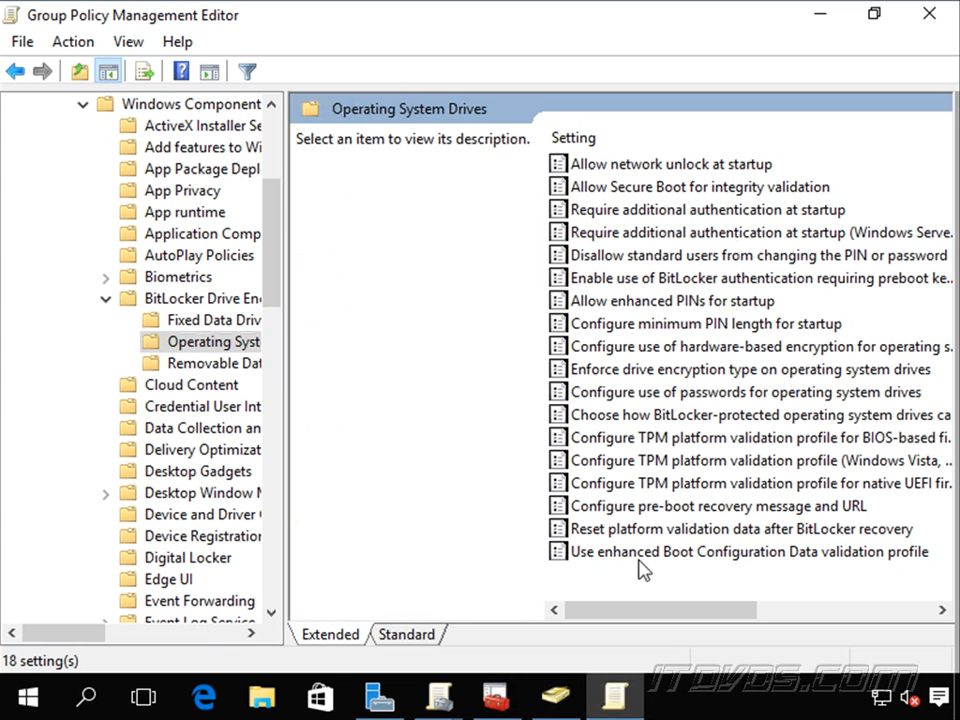 Group Policy Management Editor
File Action View Help
Windows Component
ActiveX Installer Se
Add features to Wi
App Package Depl
App Privacy
App runtime
Application Comp
AutoPlay Policies
Biometrics
BitLocker Drive En
Fixed Data Driv
Operating Syst
Removable Dat
Cloud Content
Credential User Int
Data Collection an
Delivery Optimizat
Desktop Gadgets
Desktop Window M
Device and Driver
Device Registration
Digital Locker
Edge UI
Event Forwarding
Event Log Service
Operating System Drives
Select an item to view its description.
Setting
Allow network unlock at startup
Allow Secure Boot for integrity validation
Require additional authentication at startup
Require additional authentication at startup (Windows Serve...
Disallow standard users from changing the PIN or password
Enable use of BitLocker authentication requiring preboot ke...
Allow enhanced PINs for startup
Configure minimum PIN length for startup
Configure use of hardware-based encryption for operating s...
Enforce drive encryption type on operating system drives
Configure use of passwords for operating system drives
Choose how BitLocker-protected operating system drives ca
Configure TPM platform validation profile for BIOS-based fi...
Configure TPM platform validation profile (Windows Vista, ...
Configure TPM platform validation profile for native UEFI fir...
Configure pre-boot recovery message and URL
Reset platform validation data after BitLocker recovery
Use enhanced Boot Configuration Data validation profile
Extended Standard
18 setting(s)
ITDVDS.com